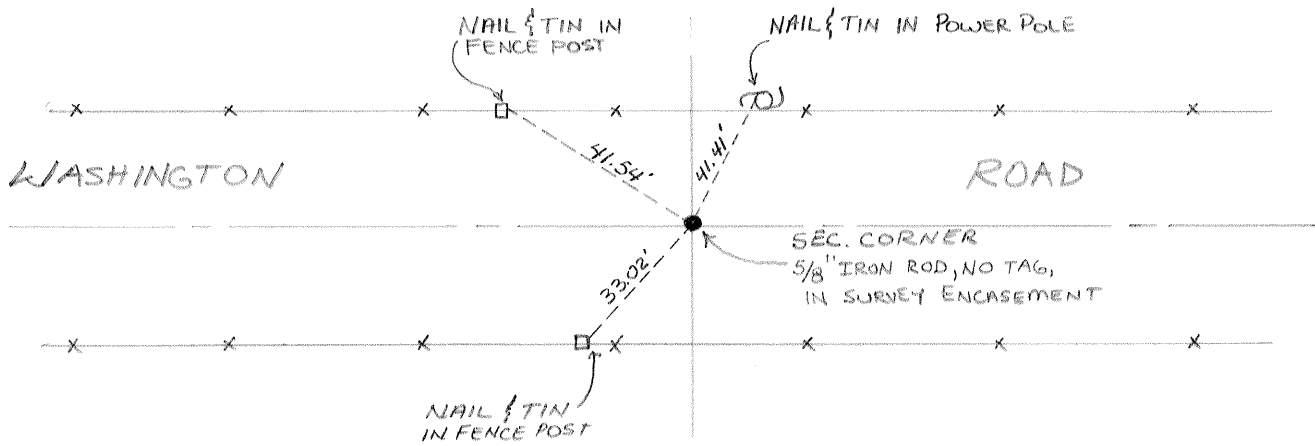 NAIL & TIN IN
FENCE POST
NAIL & TIN IN POWER POLE
41.54'
41.41'
WASHINGTON
ROAD
SEC. CORNER
5/8" IRON ROD, NO TAG,
IN SURVEY ENCASEMENT
33.02'
NAIL & TIN
IN FENCE POST